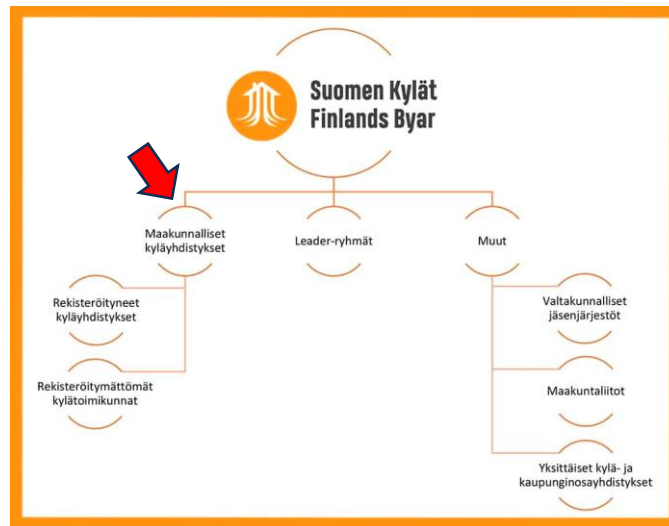 Suomen Kylät
Finlands Byar
Maakunnalliset
kyläyhdistykset
Leader-ryhmät
Muut
Rekisteröityneet
kyläyhdistykset
Rekisteröitymättömät
kylätoimikunnat
Valtakunnalliset
jäsenjärjestöt
Maakuntaliitot
Yksittäiset kylä- ja
kaupunginosayhdistykset